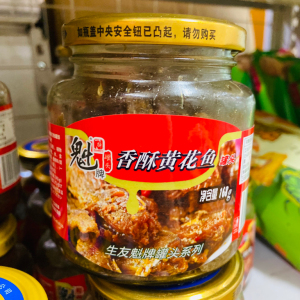 如瓶盖中央安全钮已凸起，请勿购买
魁
牌
香酥黄花鱼
净含量 160g
生友魁牌罐头系列